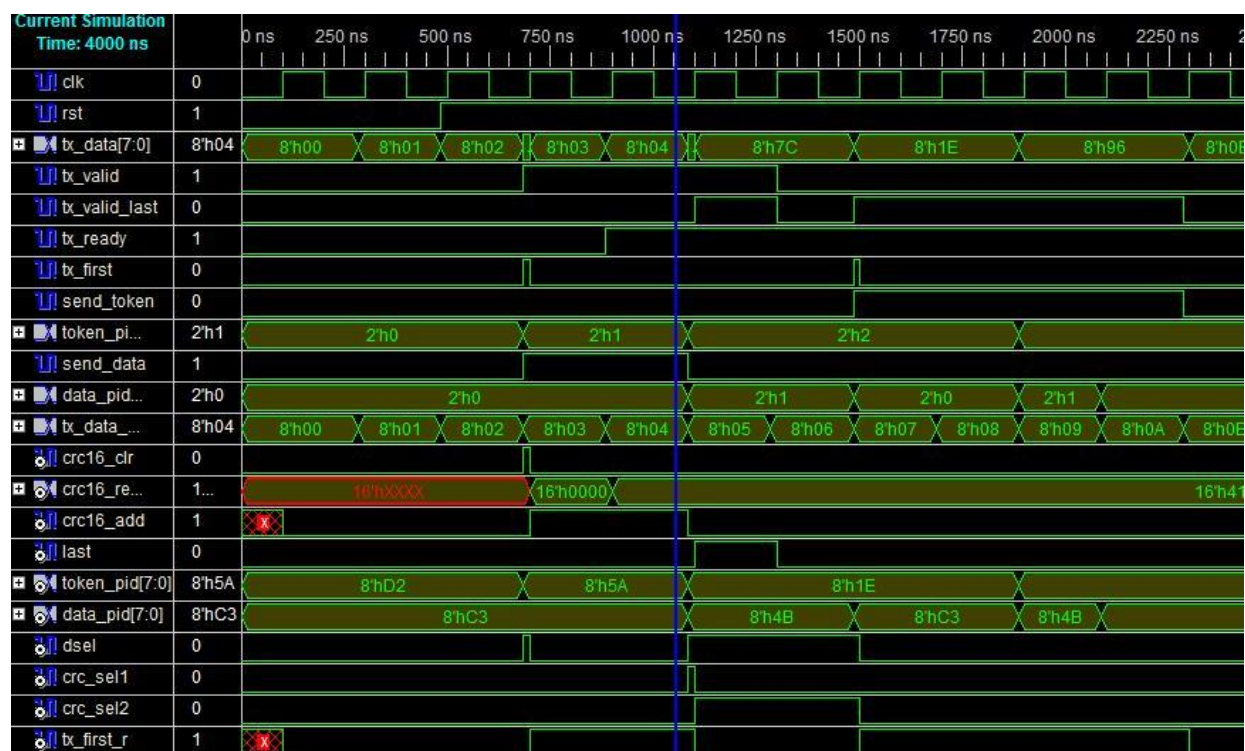 Current Simulation
Time: 4000 ns
0 ns 250 ns 500 ns 750 ns 1000 ns 1250 ns 1500 ns 1750 ns 2000 ns 2250 ns 2
clk 0
rst 1
tx_data[7:0] 8'h04 8'h00 8'h01 8'h02 8'h03 8'h04 8'h7C 8'h1E 8'h96
tx_valid 1
tx_valid_last 0
tx_ready 1
tx_first 0
send_token 0
token_pi... 2'h1 2'h0 2'h1 2'h2
send_data 1
data_pid... 2'h0 2'h0 2'h1 2'h0 2'h1
tx_data_... 8'h04 8'h00 8'h01 8'h02 8'h03 8'h04 8'h05 8'h06 8'h07 8'h08 8'h09 8'h0A
crc16_clr 0
crc16_re... 1... 16'hXXXX 16'h0000 16'h41
crc16_add 1 X
last 0
token_pid[7:0] 8'h5A 8'hD2 8'h5A 8'h1E
data_pid[7:0] 8'hC3 8'hC3 8'h4B 8'hC3 8'h4B
dsel 0
crc_sel1 0
crc_sel2 0
tx_first_r 1 X